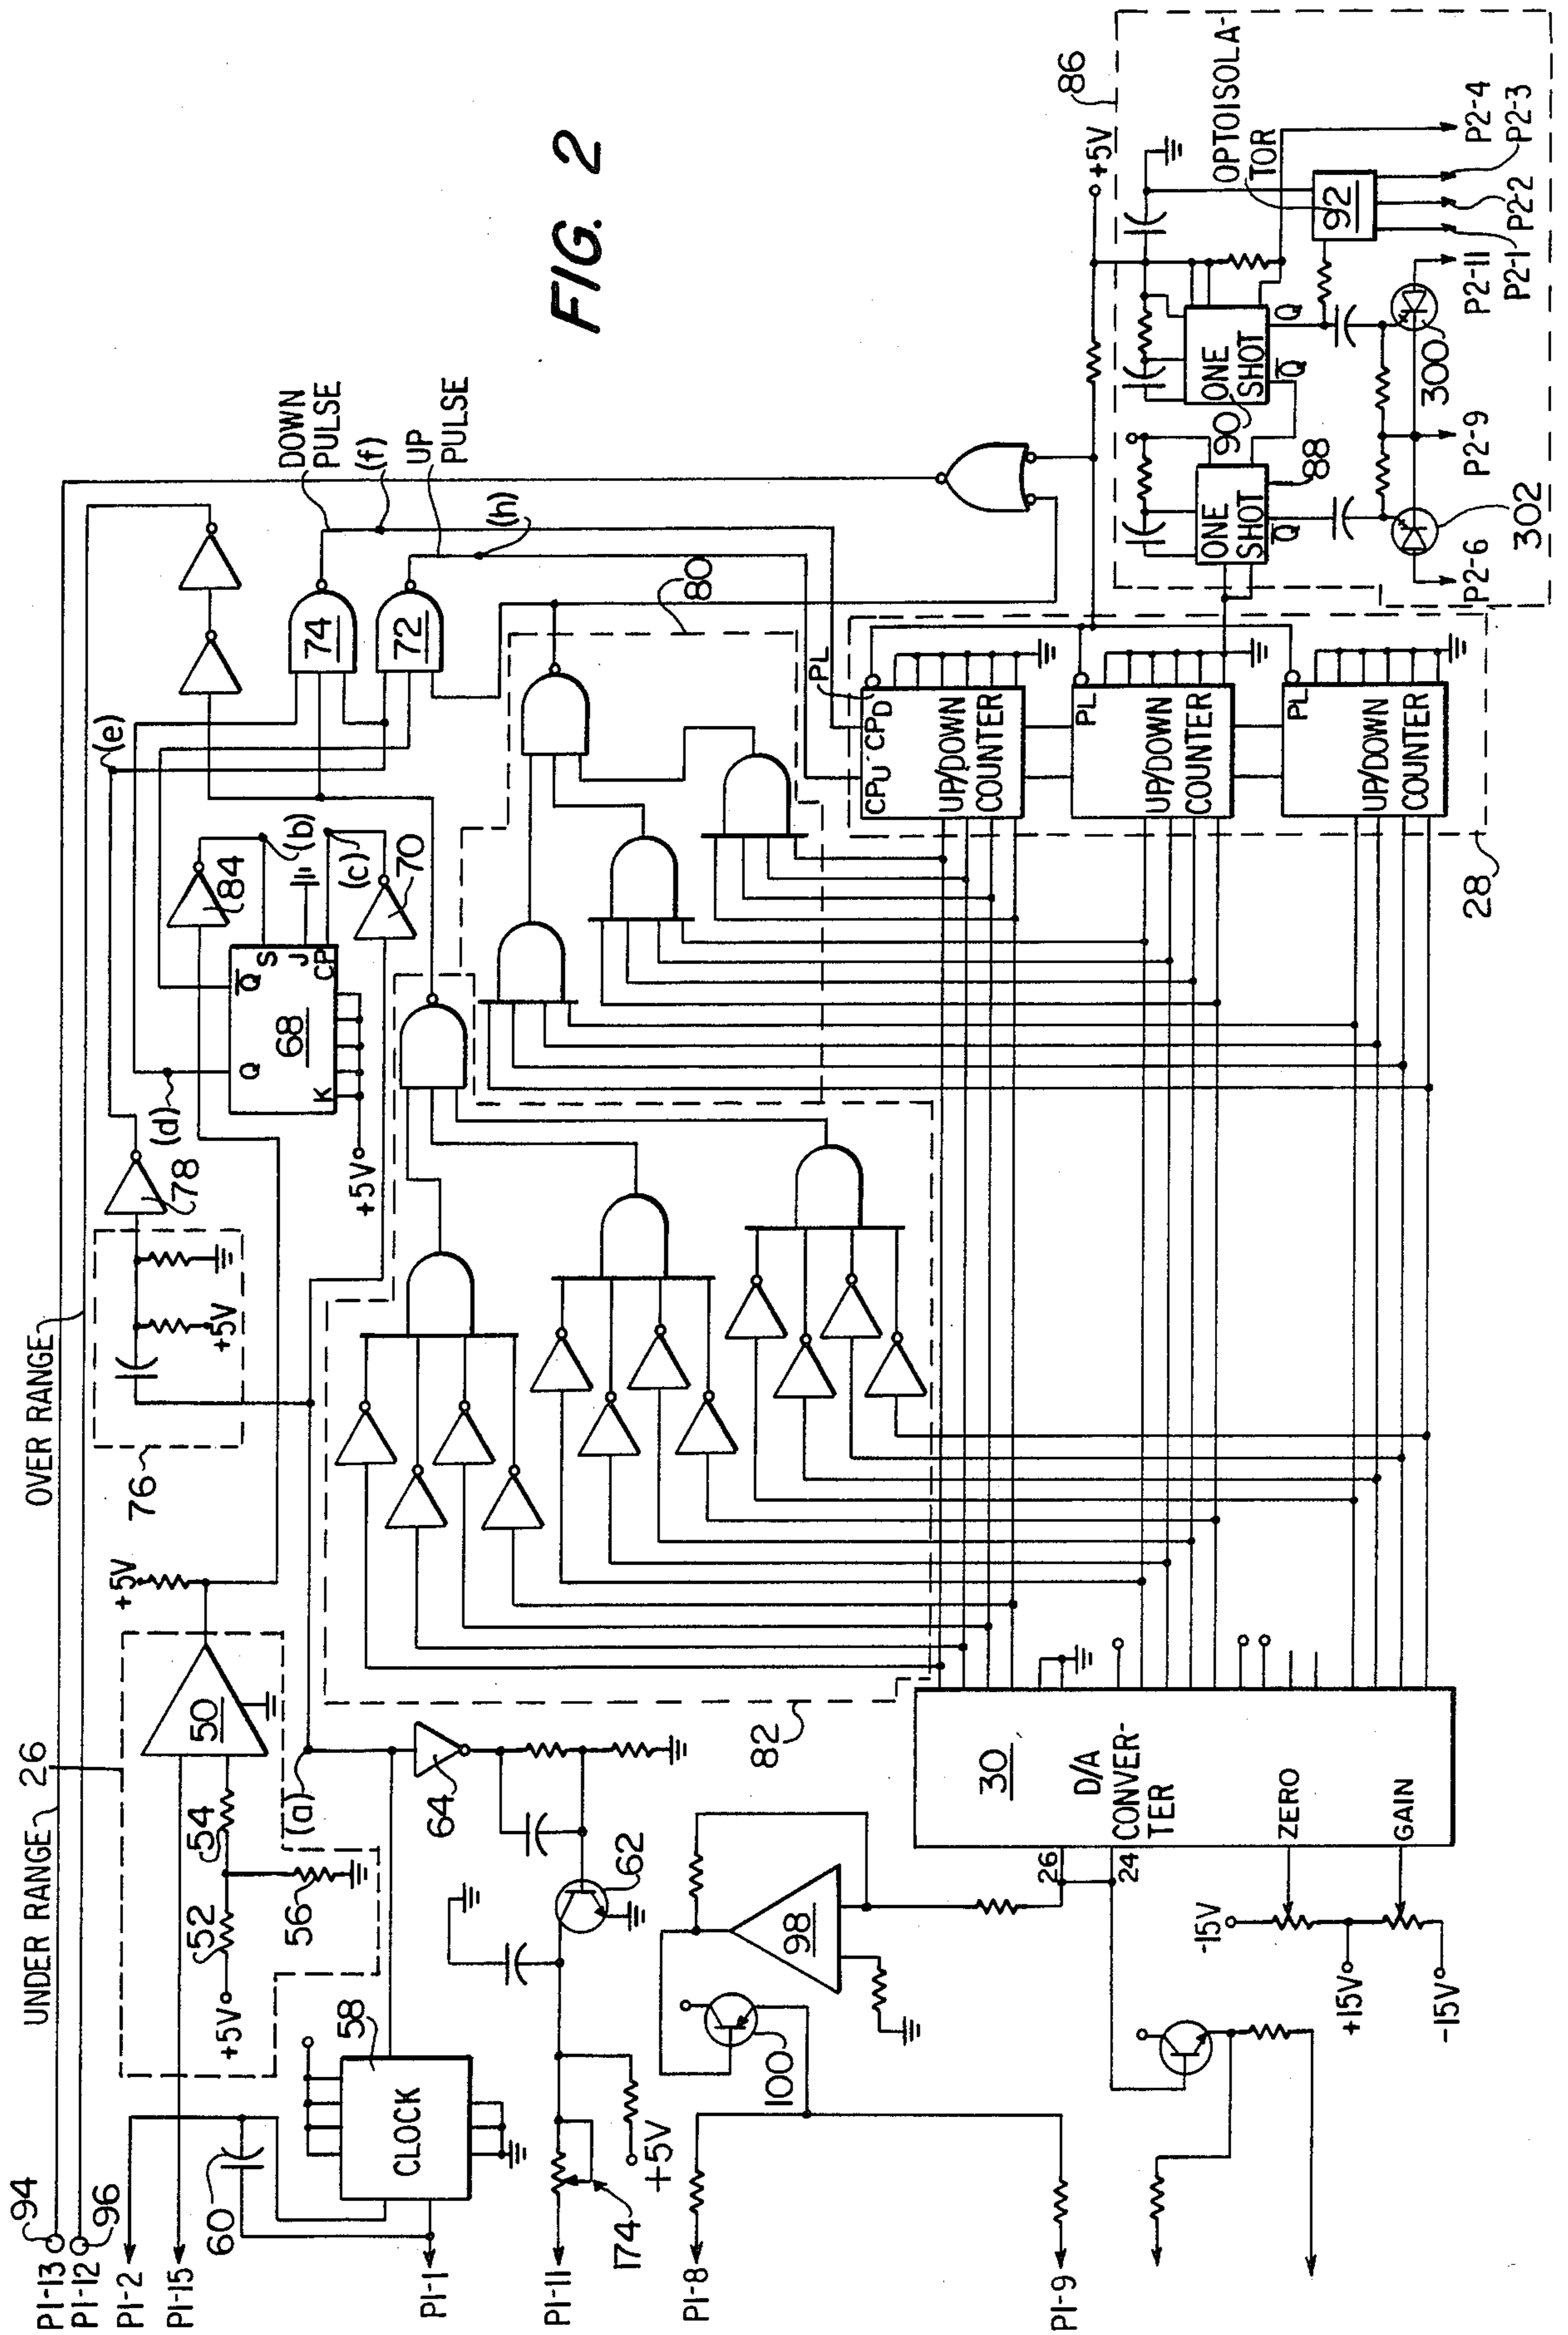 FIG. 2
P1-13
94
P1-12
96
P1-2
P1-15
60
P1-1
P1-11
174
P1-8
P1-9
UNDER RANGE
26
OVER RANGE
+5V
52
54
56
50
+5V
58
CLOCK
(a)
64
62
+5V
100
98
76
+5V
78
(d)
(e)
+5V
Q
Q
68
K
S
J
CP
84
(b)
(c)
70
74
72
DOWN
PULSE
(f)
UP
PULSE
(h)
80
82
30
D/A
CONVER-
TER
ZERO
GAIN
26
24
-15V
+15V
-15V
PL
CPU
CPD
UP/DOWN
COUNTER
PL
UP/DOWN
COUNTER
PL
UP/DOWN
COUNTER
28
+5V
86
OPTOISOLA-
TOR
92
ONE
SHOT
Q
Q
90
ONE
SHOT
Q
88
300
302
P2-6
P2-9
P2-11
P2-1
P2-2
P2-3
P2-4